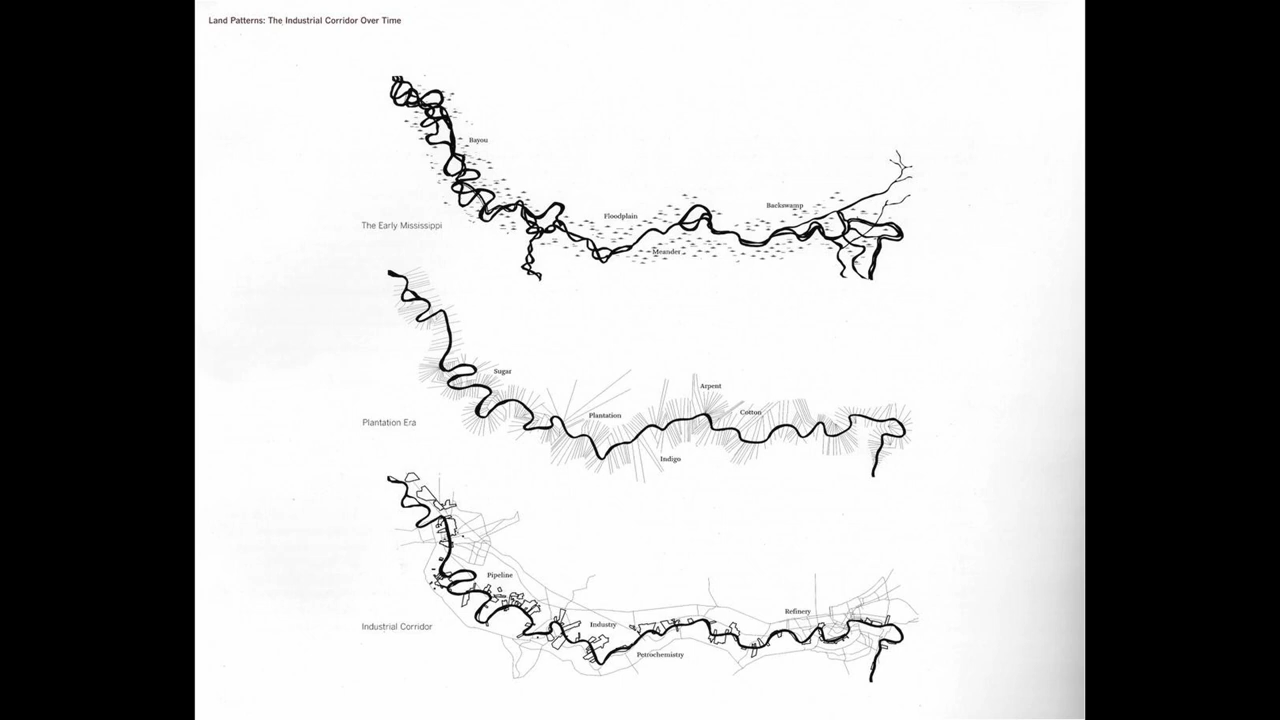 Land Patterns: The Industrial Corridor Over Time
Bayou
Backswamp
Floodplain
The Early Mississippi
Meander
Sugar
Arpent
Plantation
Cotton
Plantation Era
Indigo
Pipeline
Refinery
Industry
Industrial Corridor
Petrochemistry